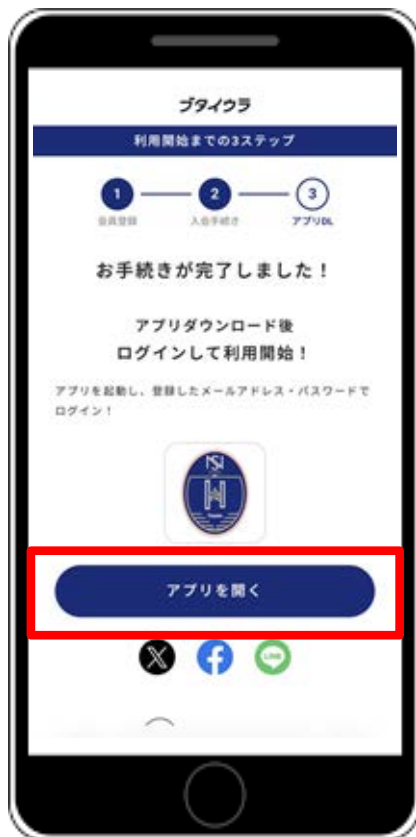 ブタイウラ
利用開始までの3ステップ
1
2
3
会員登録
入会手続き
アプリDL
お手続きが完了しました！
アプリダウンロード後
ログインして利用開始！
アプリを起動し、登録したメールアドレス・パスワードで
ログイン！
アプリを開く
LINE